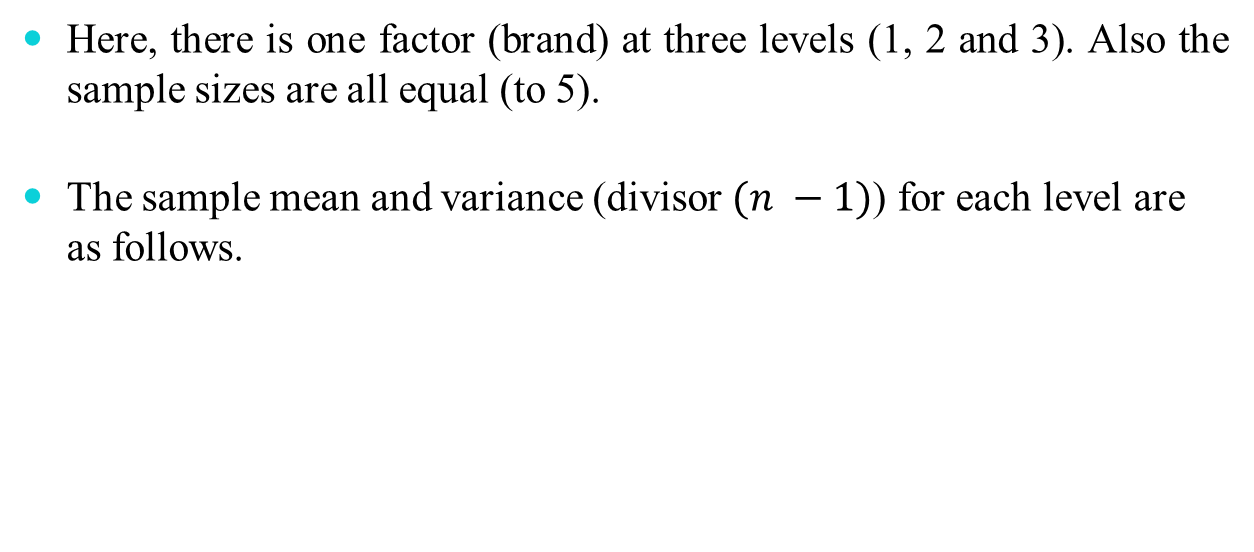 • Here, there is one factor (brand) at three levels (1, 2 and 3). Also the
sample sizes are all equal (to 5).
• The sample mean and variance (divisor (n − 1)) for each level are
as follows.